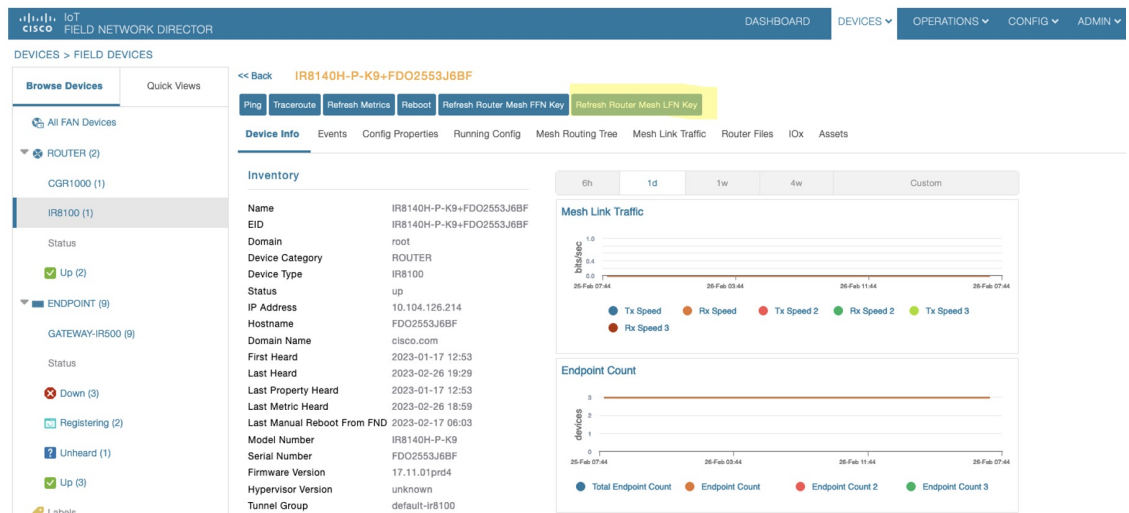 IoT
CISCO FIELD NETWORK DIRECTOR
DASHBOARD DEVICES OPERATIONS CONFIG ADMIN
DEVICES > FIELD DEVICES
Browse Devices Quick Views
All FAN Devices
ROUTER (2)
CGR1000 (1)
IR8100 (1)
Status
Up (2)
ENDPOINT (9)
GATEWAY-IR500 (9)
Status
Down (3)
Registering (2)
Unheard (1)
Up (3)
Labels
<< Back IR8140H-P-K9+FDO2553J6BF
Ping Traceroute Refresh Metrics Reboot Refresh Router Mesh FFN Key Refresh Router Mesh LFN Key
Device Info Events Config Properties Running Config Mesh Routing Tree Mesh Link Traffic Router Files IOx Assets
Inventory
Name IR8140H-P-K9+FDO2553J6BF
EID IR8140H-P-K9+FDO2553J6BF
Domain root
Device Category ROUTER
Device Type IR8100
Status up
IP Address 10.104.126.214
Hostname FDO2553J6BF
Domain Name cisco.com
First Heard 2023-01-17 12:53
Last Heard 2023-02-26 19:29
Last Property Heard 2023-01-17 12:53
Last Metric Heard 2023-02-26 18:59
Last Manual Reboot From FND 2023-02-17 06:03
Model Number IR8140H-P-K9
Serial Number FDO2553J6BF
Firmware Version 17.11.01prd4
Hypervisor Version unknown
Tunnel Group default-ir8100
6h 1d 1w 4w Custom
Mesh Link Traffic
bits/sec
1.0
0.4
0.0
25-Feb 07:44 26-Feb 03:44 26-Feb 11:44 26-Feb 07:44
Tx Speed Rx Speed Tx Speed 2 Rx Speed 2 Tx Speed 3
Rx Speed 3
Endpoint Count
devices
3
2
1
0
25-Feb 07:44 26-Feb 03:44 26-Feb 11:44 26-Feb 07:44
Total Endpoint Count Endpoint Count Endpoint Count 2 Endpoint Count 3